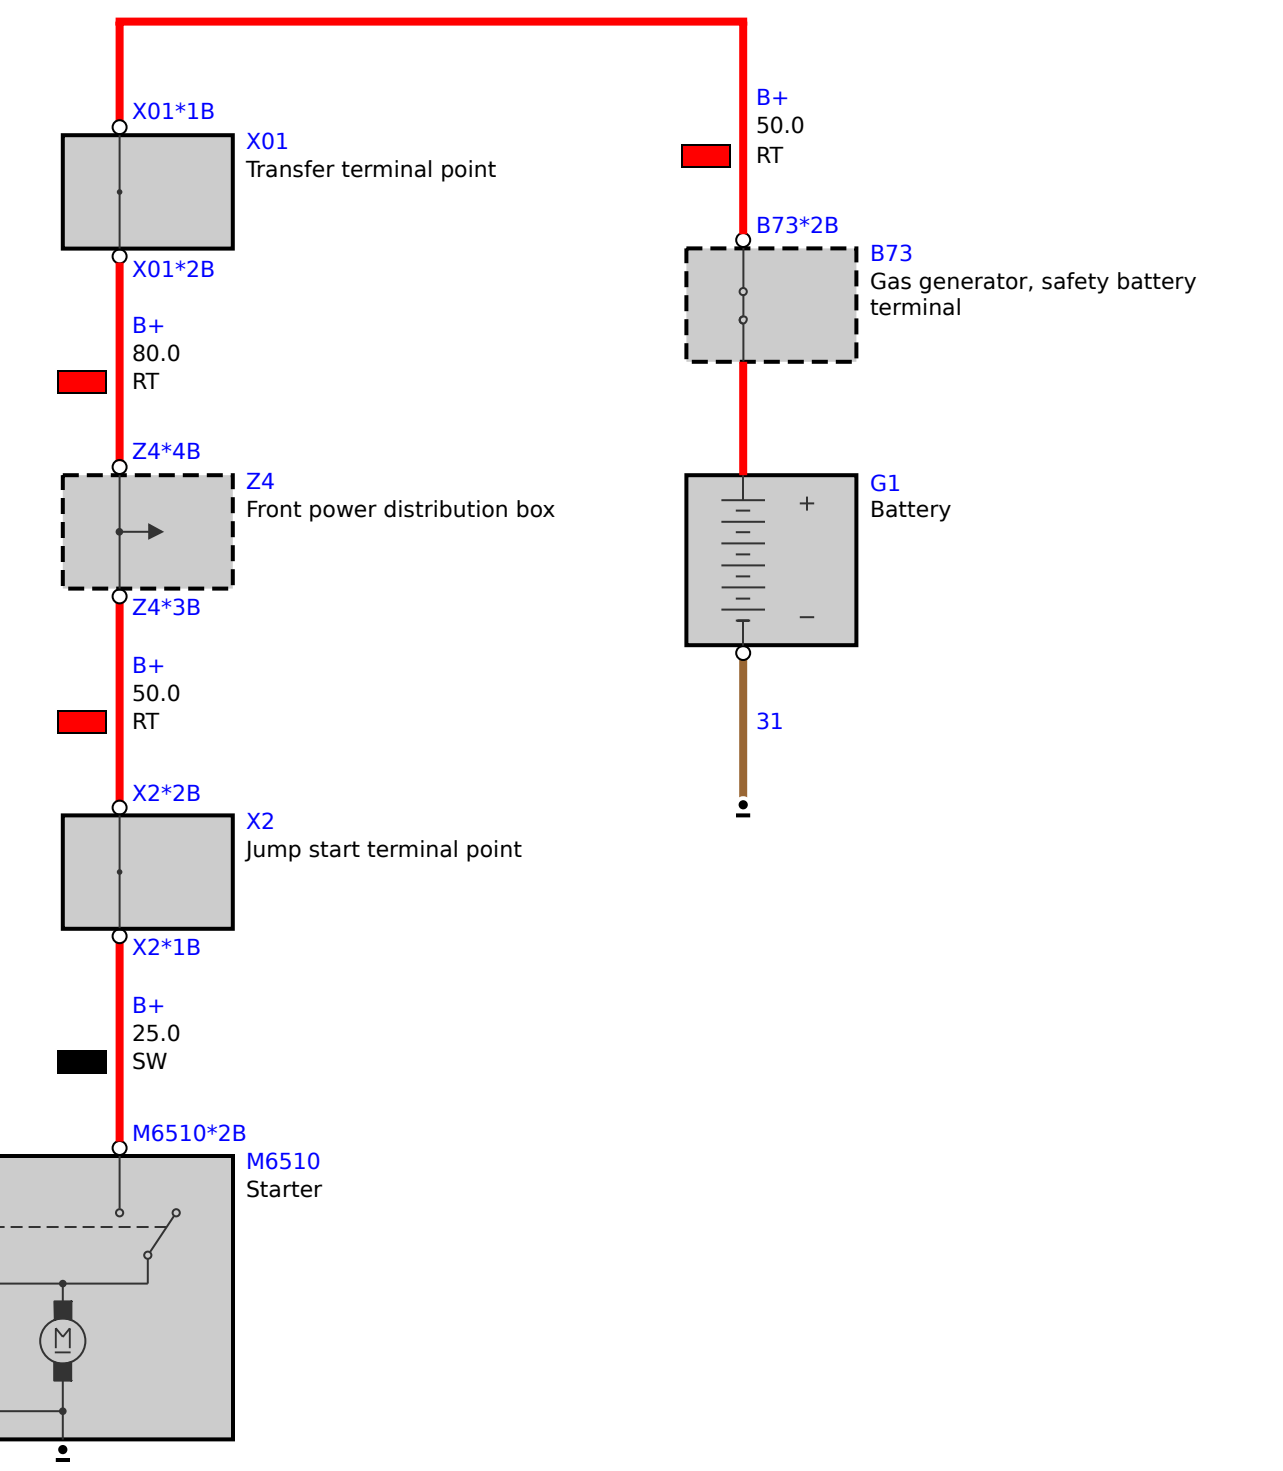 X01*1B
X01
Transfer terminal point
X01*2B
B+
80.0
RT
Z4*4B
Z4
Front power distribution box
Z4*3B
B+
50.0
RT
X2*2B
X2
Jump start terminal point
X2*1B
B+
25.0
SW
M6510*2B
M6510
Starter
M
B+
50.0
RT
B73*2B
B73
Gas generator, safety battery
terminal
G1
Battery
+
−
31